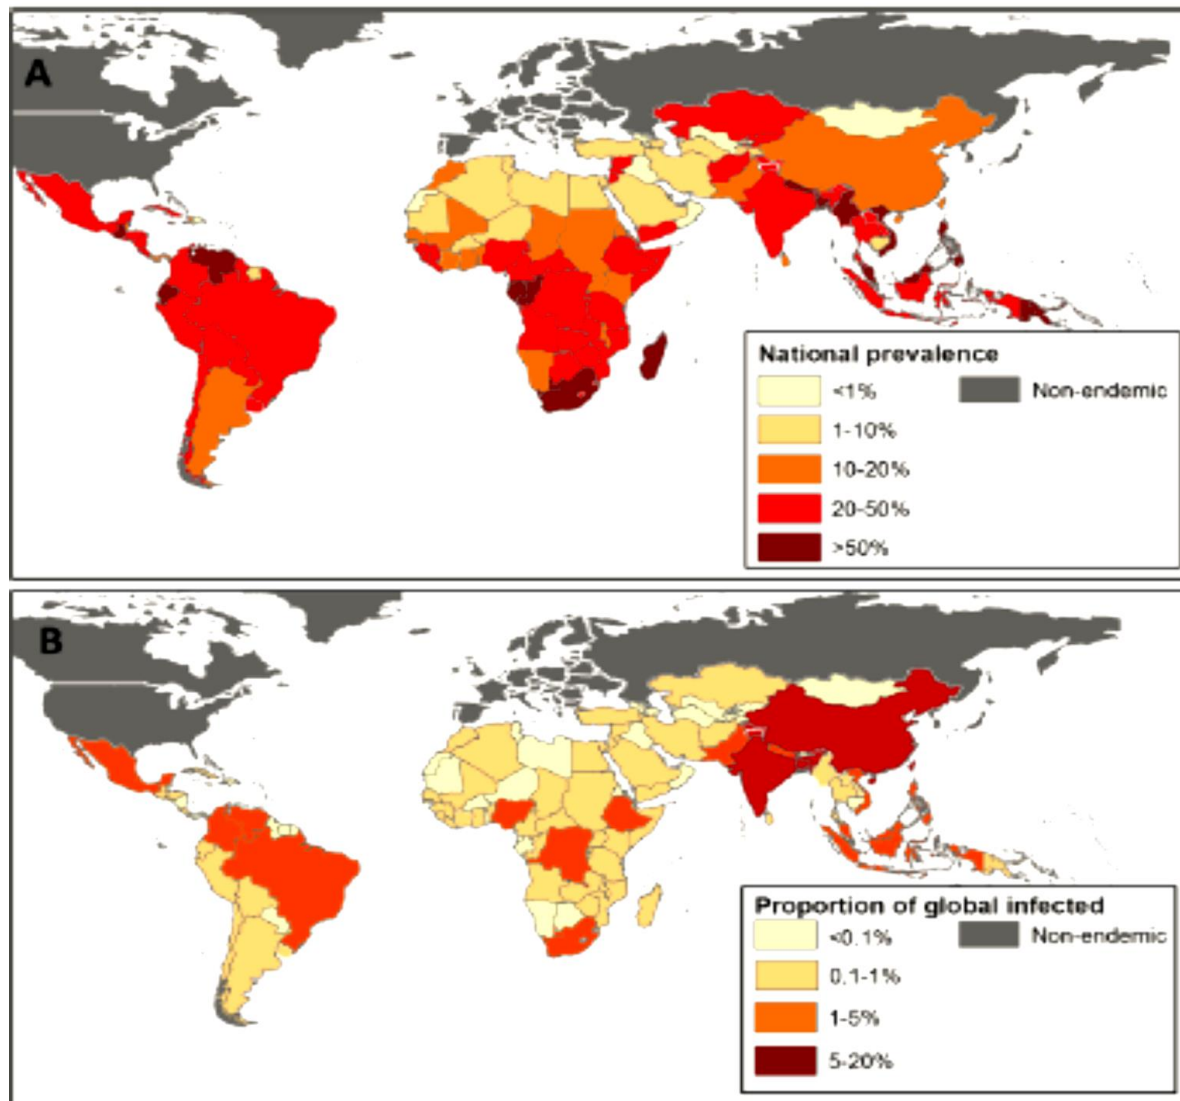 A
National prevalence
<1% Non-endemic
1-10%
10-20%
20-50%
>50%
B
Proportion of global infected
<0.1% Non-endemic
0.1-1%
1-5%
5-20%